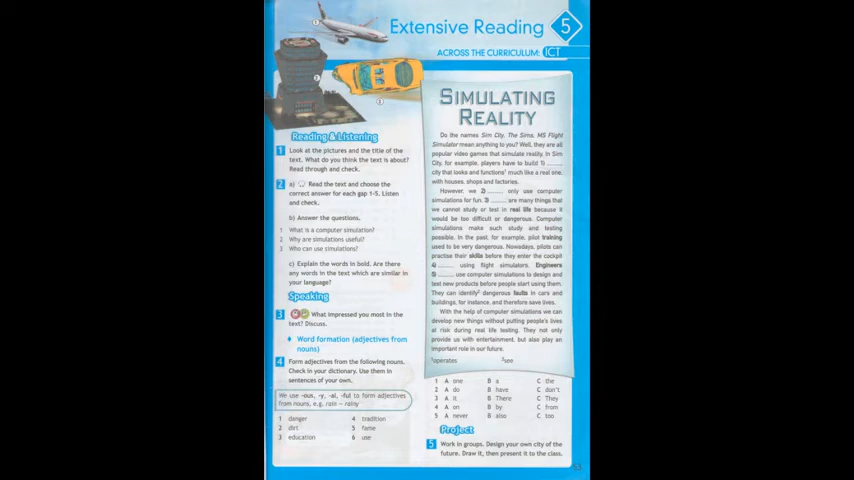 Extensive Reading 5
ACROSS THE CURRICULUM: ICT
1
2
3
Reading & Listening
1 Look at the pictures and the title of the
text. What do you think the text is about?
Read through and check.
2 a) Read the text and choose the
correct answer for each gap 1-5. Listen
and check.
b) Answer the questions.
1 What is a computer simulation?
2 Why are simulations useful?
3 Who can use simulations?
c) Explain the words in bold. Are there
any words in the text which are similar in
your language?
Speaking
3 What impressed you most in the
text? Discuss.
Word formation (adjectives from
nouns)
4 Form adjectives from the following nouns.
Check in your dictionary. Use them in
sentences of your own.
We use -ous, -y, -al, -ful to form adjectives
from nouns, e.g. rain – rainy
1 danger 4 tradition
2 dirt 5 fame
3 education 6 use
SIMULATING
REALITY
Do the names Sim City, The Sims, MS Flight
Simulator mean anything to you? Well, they are all
popular video games that simulate reality. In Sim
City, for example, players have to build 1) ......
city that looks and functions¹ much like a real one,
with houses, shops and factories.
However, we 2) ...... only use computer
simulations for fun. 3) ...... are many things that
we cannot study or test in real life because it
would be too difficult or dangerous. Computer
simulations make such study and testing
possible. In the past, for example, pilot training
used to be very dangerous. Nowadays, pilots can
practise their skills before they enter the cockpit
4) ...... using flight simulators. Engineers
5) ...... use computer simulations to design and
test new products before people start using them.
They can identify² dangerous faults in cars and
buildings, for instance, and therefore save lives.
With the help of computer simulations we can
develop new things without putting people's lives
at risk during real life testing. They not only
provide us with entertainment, but also play an
important role in our future.
¹operates ²see
1 A one B a C the
2 A do B have C don't
3 A It B There C They
4 A on B by C from
5 A never B also C too
Project
5 Work in groups. Design your own city of the
future. Draw it, then present it to the class.
53